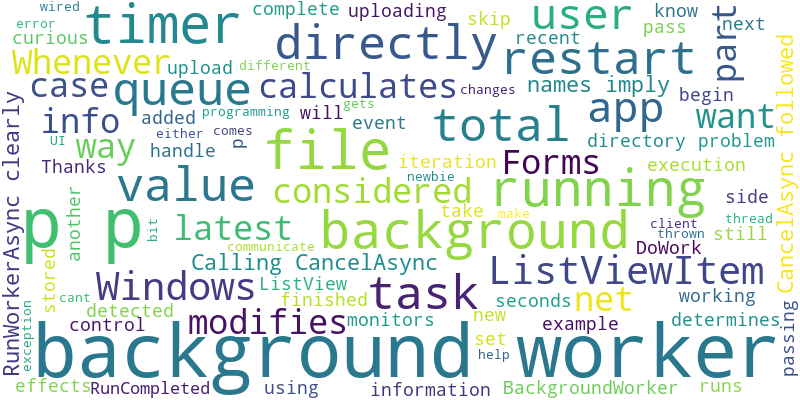 wired
complete
uploading
skip
know
next
error
timer
directly
user
pass
part
curious
recent
Whenever
upload
different
restart
case
queue
calculates
changes
names imply
begin
info
added
programming
will
gets
app
want
way
event
total
either
comes
UI
handle
p
directory problem
Thanks
file
iteration
Forms
execution
newbie
value
considered
running
side
another
p p
latest
background
take
make
client
still
thread
bit
communicate
thrown
DoWork
Calling CancelAsync
ListViewItem
stored
cant
Windows
ListView
task
seconds
net
working
detected
finished
control
modifies
monitors
new
set
example
determines
exception
background worker
help
effects
RunCompleted
using
information
BackgroundWorker
runs
passing
RunWorkerAsync clearly
CancelAsync followed